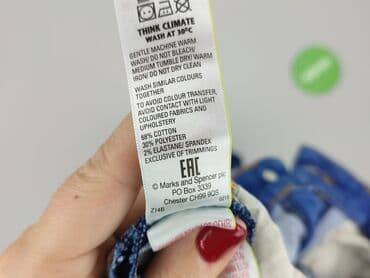 THINK CLIMATE
WASH AT 30ºC
GENTLE MACHINE WARM
WASH/ DO NOT BLEACH/
MEDIUM TUMBLE DRY/ WARM
IRON/ DO NOT DRY CLEAN
WASH SIMILAR COLOURS
TOGETHER
TO AVOID COLOUR TRANSFER,
AVOID CONTACT WITH LIGHT
COLOURED FABRICS AND
UPHOLSTERY
68% COTTON
30% POLYESTER
2% ELASTANE/ SPANDEX
EXCLUSIVE OF TRIMMINGS
EAC
© Marks and Spencer plc
PO Box 3339
Chester CH99 9QS